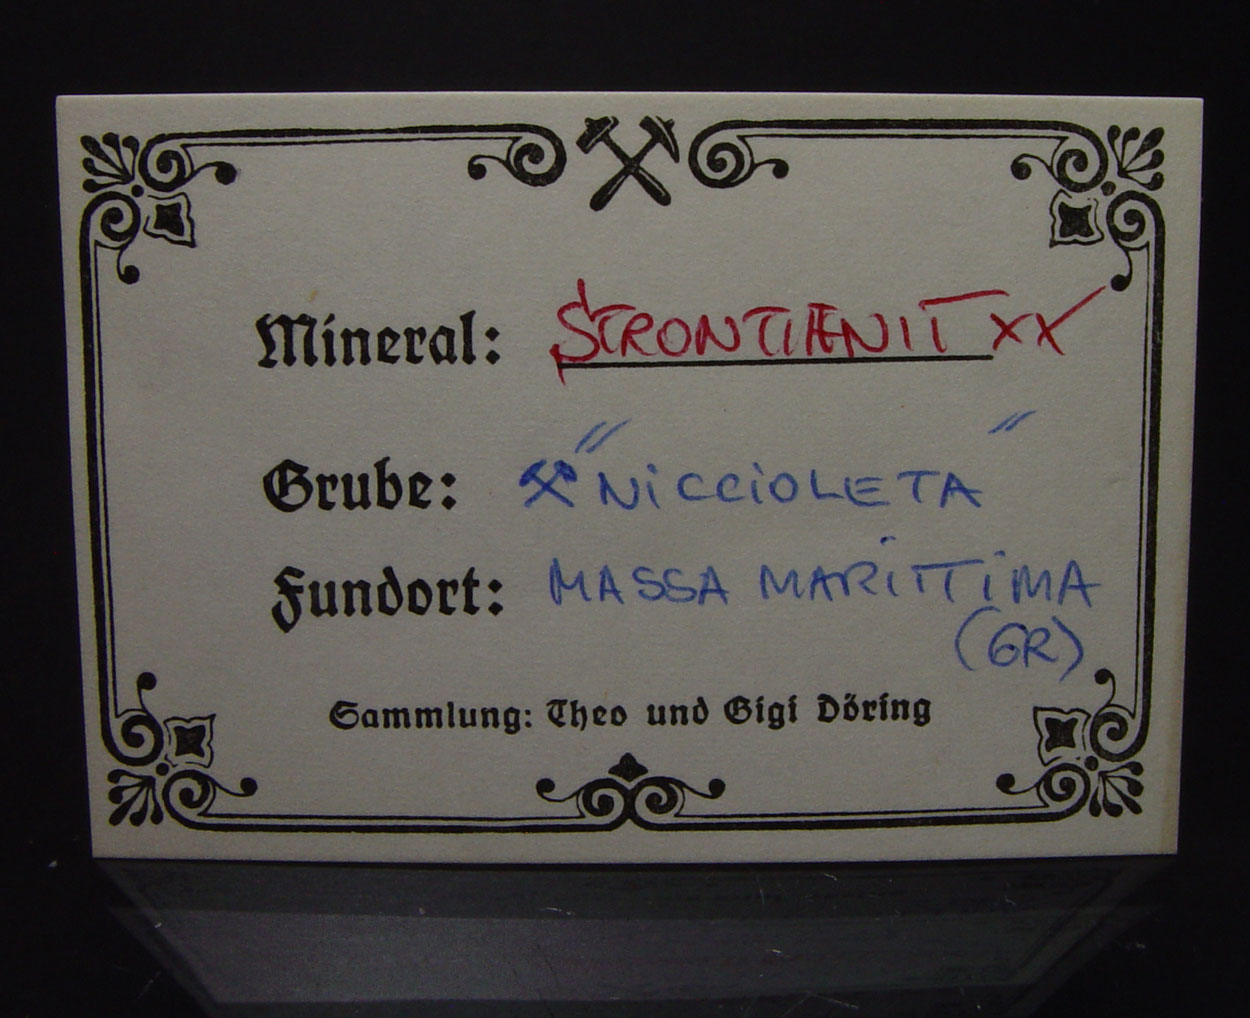 Mineral: STRONTIANIT XX
Grube: ⚒ "NICCIOLETA"
Fundort: MASSA MARITTIMA
(GR)
Sammlung: Theo und Gigi Döring